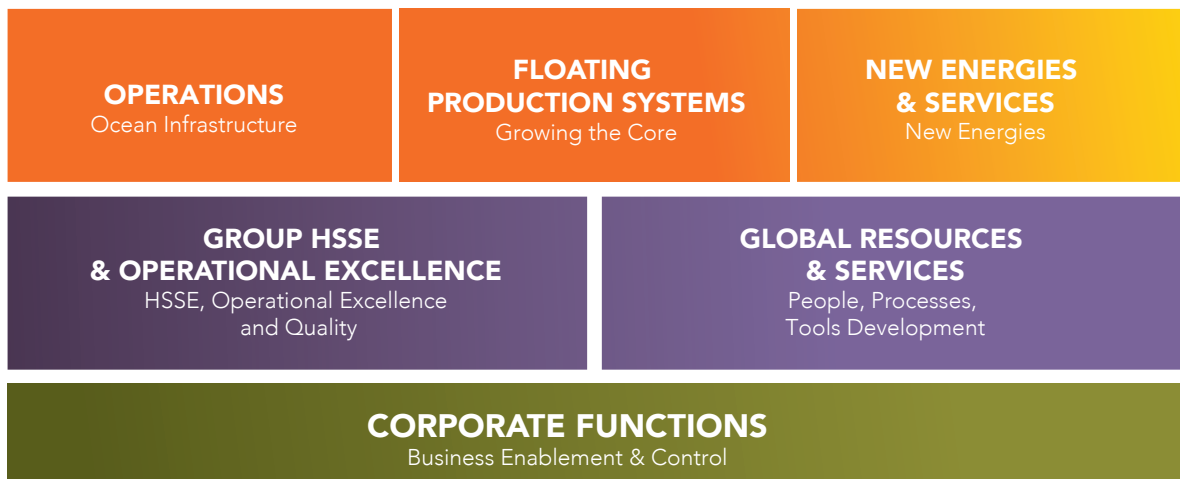 OPERATIONS
Ocean Infrastructure
FLOATING
PRODUCTION SYSTEMS
Growing the Core
NEW ENERGIES
& SERVICES
New Energies
GROUP HSSE
& OPERATIONAL EXCELLENCE
HSSE, Operational Excellence
and Quality
GLOBAL RESOURCES
& SERVICES
People, Processes,
Tools Development
CORPORATE FUNCTIONS
Business Enablement & Control